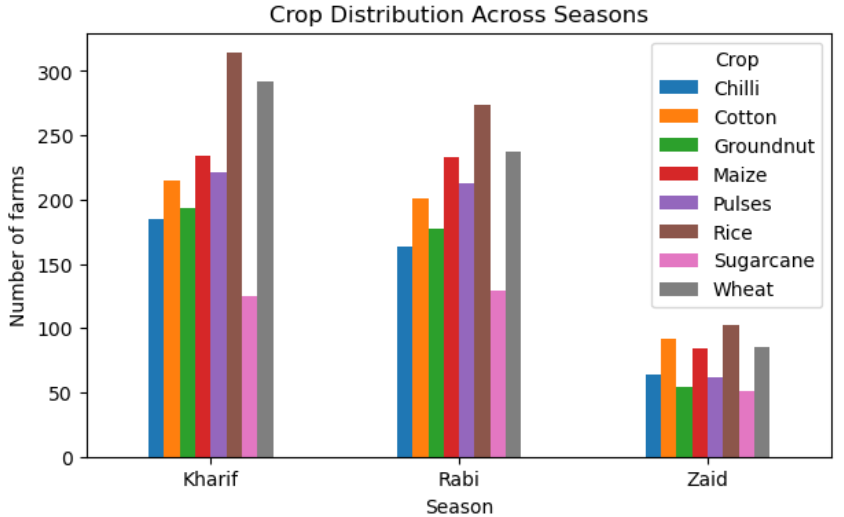 Crop Distribution Across Seasons
Number of farms
300
250
200
150
100
50
0
Crop
Chilli
Cotton
Groundnut
Maize
Pulses
Rice
Sugarcane
Wheat
Kharif
Rabi
Zaid
Season